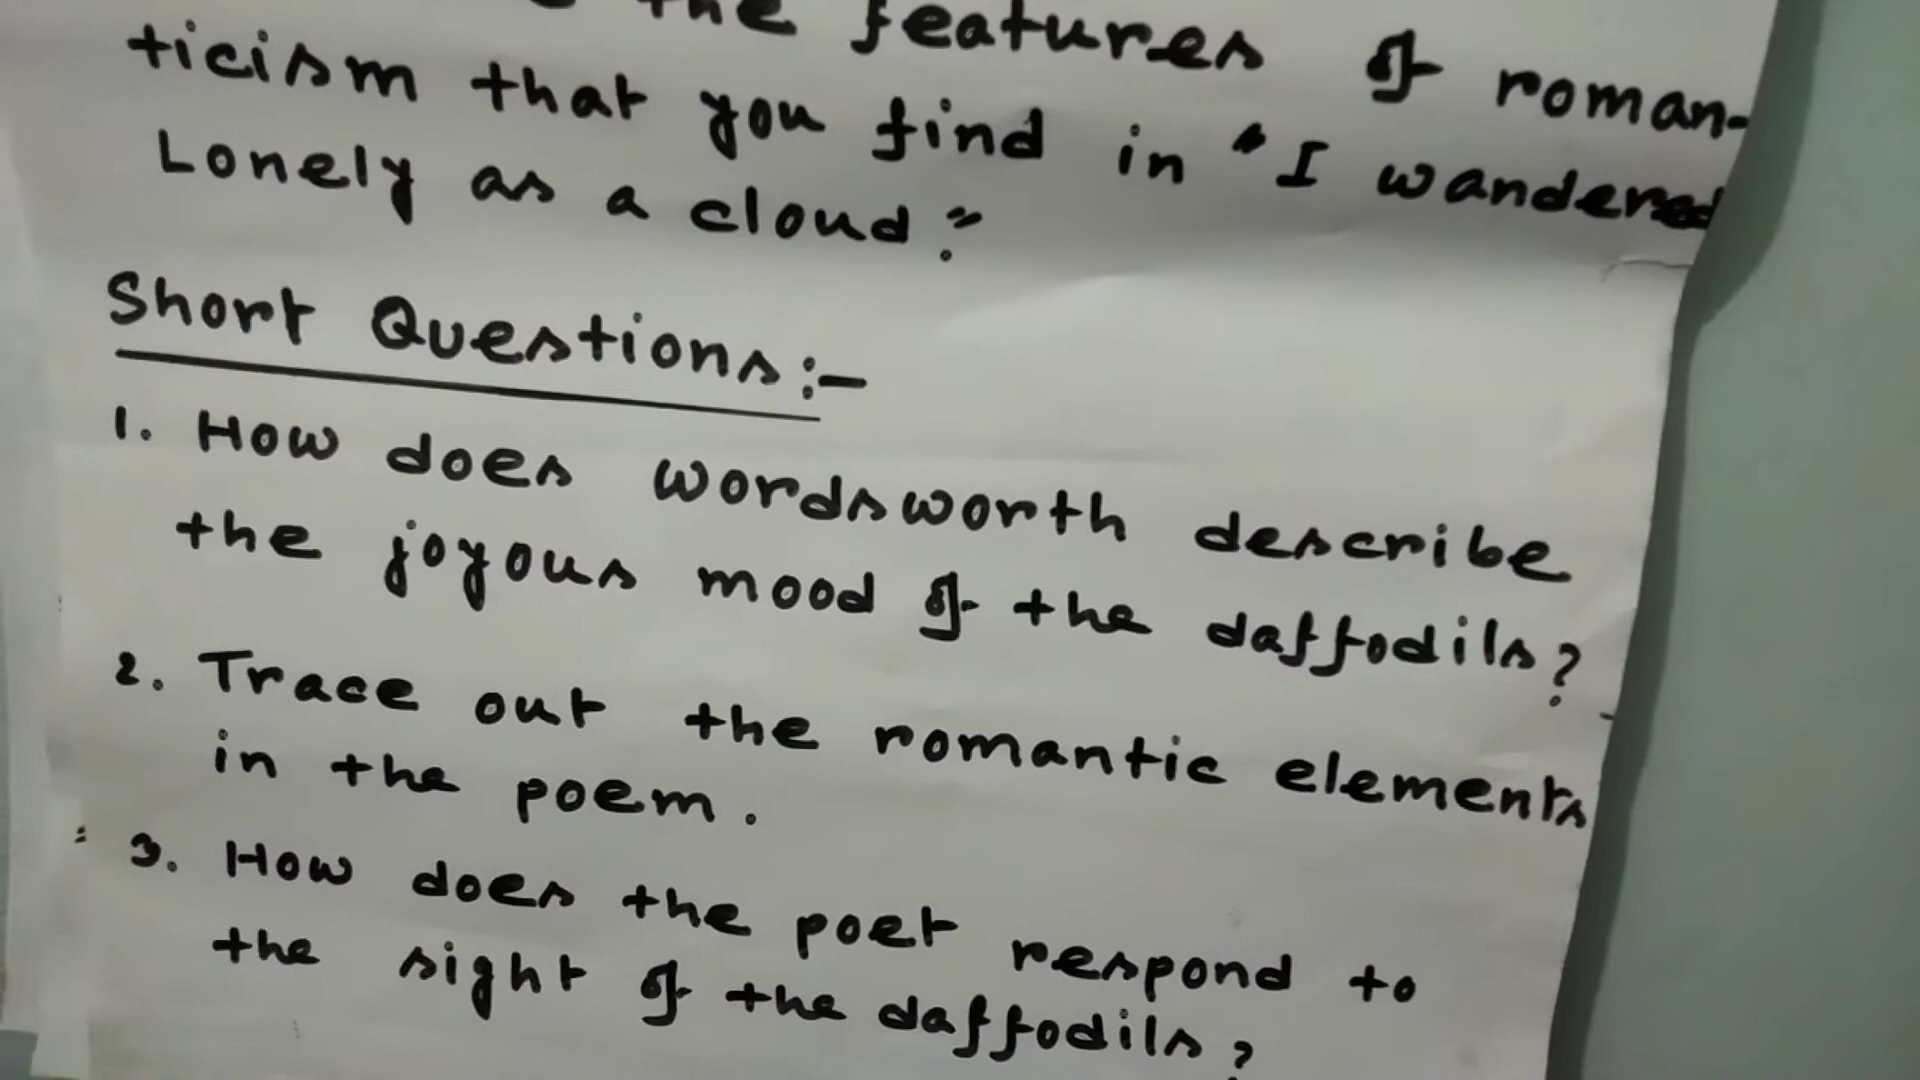 the features of roman-
ticism that you find in "I wandered
Lonely as a cloud?"
Short Questions:-
1. How does wordsworth describe
the joyous mood of the daffodils?
2. Trace out the romantic elements
in the poem.
3. How does the poet respond to
the sight of the daffodils?